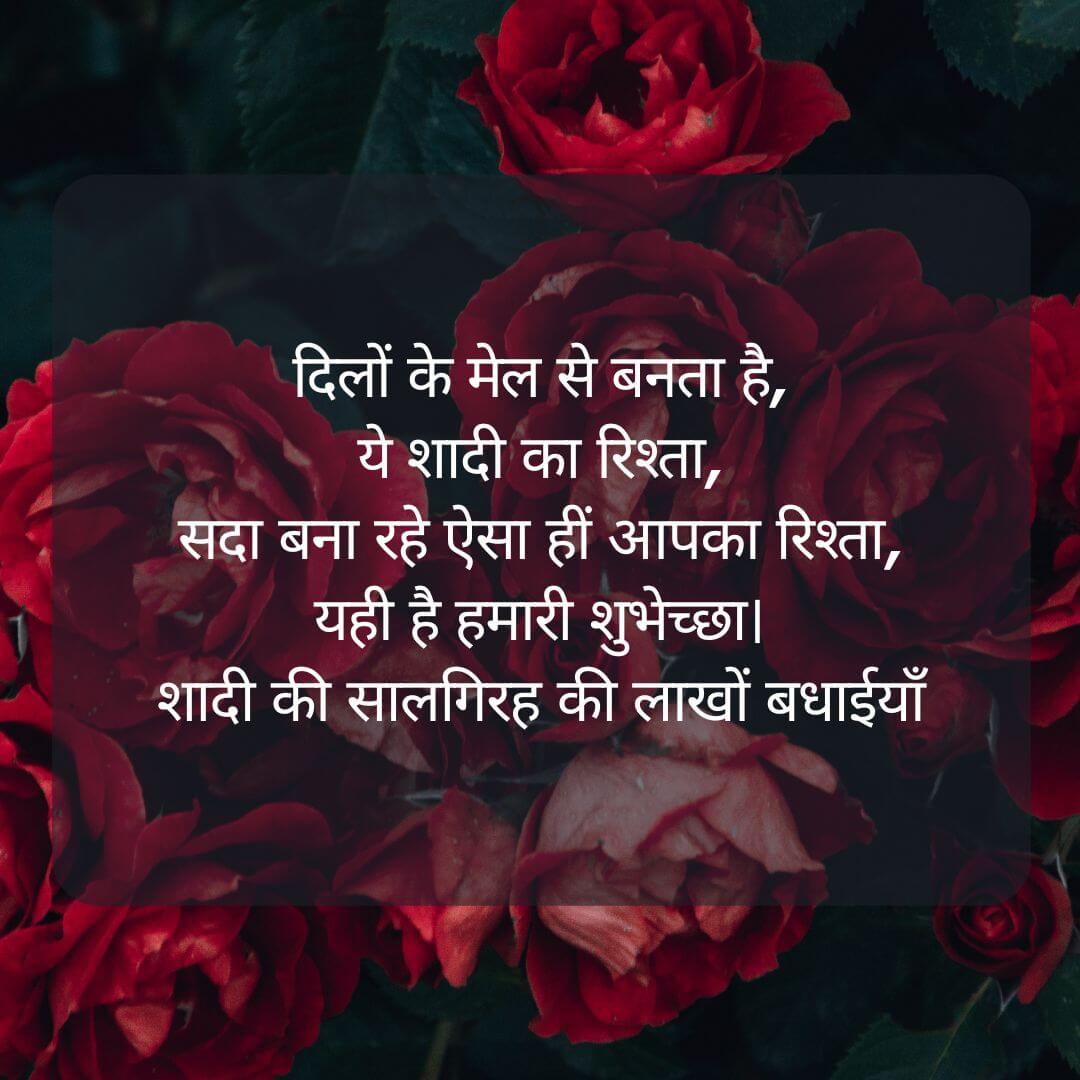 दिलों के मेल से बनता है,
ये शादी का रिश्ता,
सदा बना रहे ऐसा हीं आपका रिश्ता,
यही है हमारी शुभेच्छा।
शादी की सालगिरह की लाखों बधाईयाँ